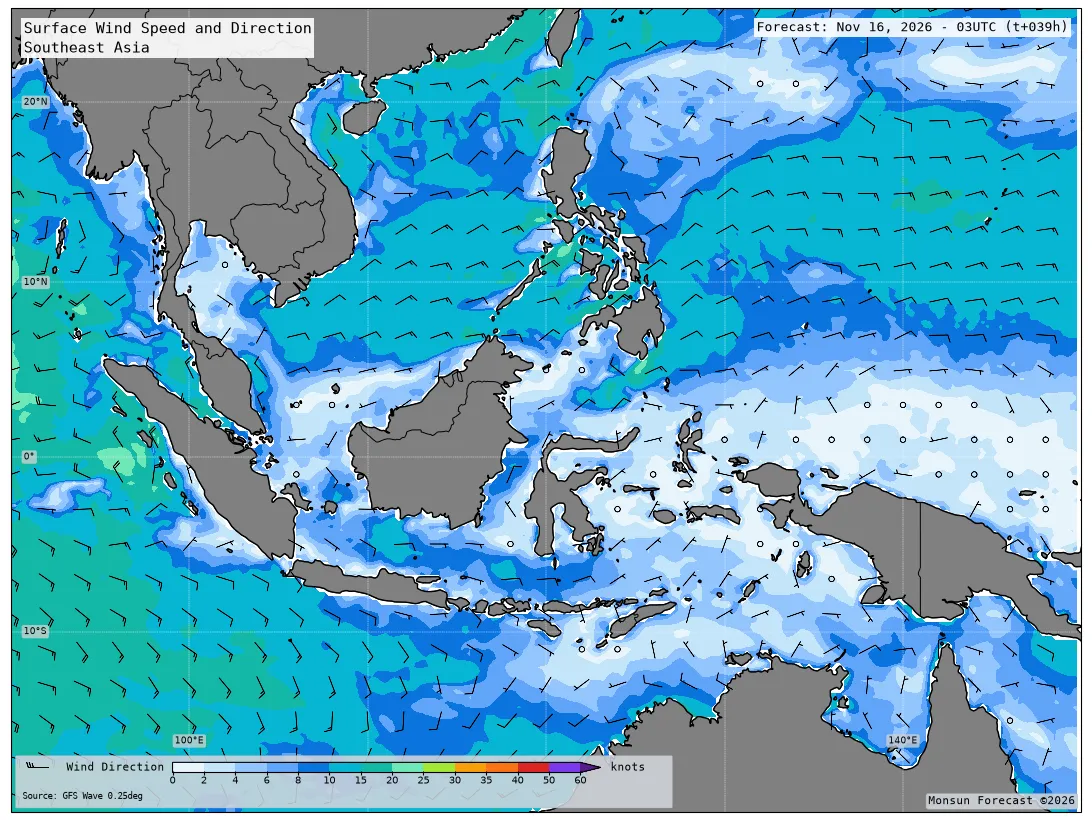 Surface Wind Speed and Direction
Southeast Asia
Forecast: Nov 16, 2026 - 03UTC (t+039h)
20°N
10°N
0°
10°S
100°E
140°E
Wind Direction
0 2 4 6 8 10 15 20 25 30 35 40 50 60
knots
Source: GFS Wave 0.25deg
Monsun Forecast ©2026